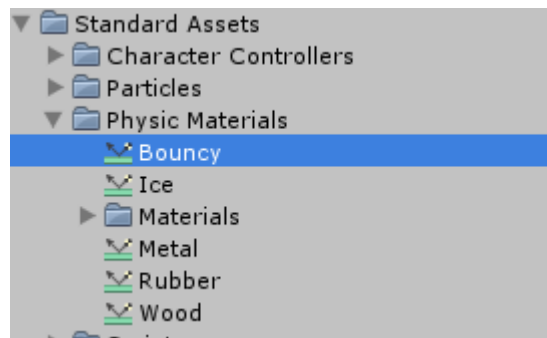 Standard Assets
Character Controllers
Particles
Physic Materials
Bouncy
Ice
Materials
Metal
Rubber
Wood